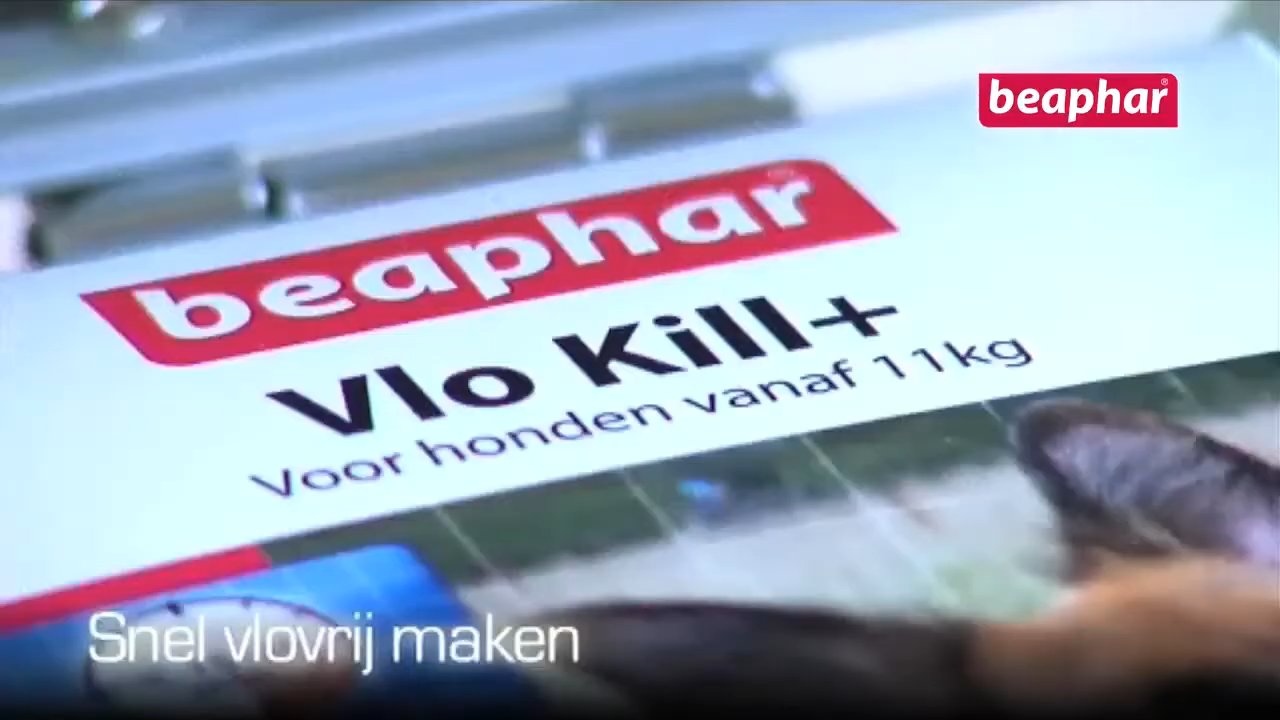 beaphar®
beaphar®
Vlo Kill+
Voor honden vanaf 11kg
Snel vlovrij maken